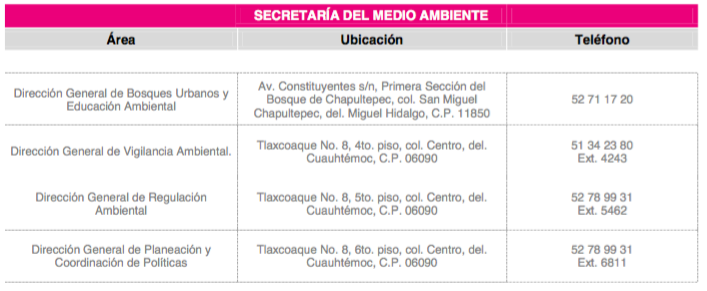 SECRETARÍA DEL MEDIO AMBIENTE
Área Ubicación Teléfono
Dirección General de Bosques Urbanos y
Educación Ambiental
Av. Constituyentes s/n, Primera Sección del
Bosque de Chapultepec, col. San Miguel
Chapultepec, del. Miguel Hidalgo, C.P. 11850
52 71 17 20
Dirección General de Vigilancia Ambiental.
Tlaxcoaque No. 8, 4to. piso, col. Centro, del.
Cuauhtémoc, C.P. 06090
51 34 23 80
Ext. 4243
Dirección General de Regulación
Ambiental
Tlaxcoaque No. 8, 5to. piso, col. Centro, del.
Cuauhtémoc, C.P. 06090
52 78 99 31
Ext. 5462
Dirección General de Planeación y
Coordinación de Políticas
Tlaxcoaque No. 8, 6to. piso, col. Centro, del.
Cuauhtémoc, C.P. 06090
52 78 99 31
Ext. 6811